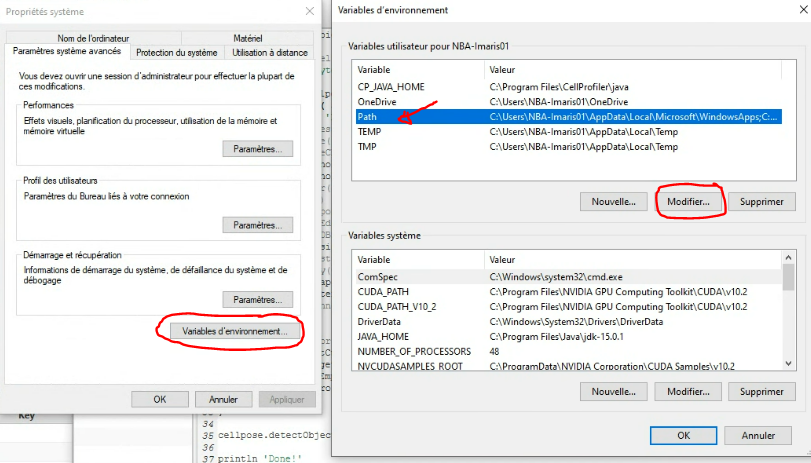 Propriétés système
Nom de l'ordinateur
Matériel
Paramètres système avancés
Protection du système
Utilisation à distance
Vous devez ouvrir une session d'administrateur pour effectuer la plupart de
ces modifications.
Performances
Effets visuels, planification du processeur, utilisation de la mémoire et
mémoire virtuelle
Paramètres...
Profil des utilisateurs
Paramètres du Bureau liés à votre connexion
Paramètres...
Démarrage et récupération
Informations de démarrage du système, de défaillance du système et de
débogage
Paramètres...
Variables d'environnement...
OK
Annuler
Appliquer
Key
34
35 cellpose.detectObject
36
37 println 'Done!'
Variables d'environnement
Variables utilisateur pour NBA-Imaris01
Variable Valeur
CP_JAVA_HOME C:\Program Files\CellProfiler\java
OneDrive C:\Users\NBA-Imaris01\OneDrive
Path C:\Users\NBA-Imaris01\AppData\Local\Microsoft\WindowsApps;C:...
TEMP C:\Users\NBA-Imaris01\AppData\Local\Temp
TMP C:\Users\NBA-Imaris01\AppData\Local\Temp
Nouvelle...
Modifier...
Supprimer
Variables système
Variable Valeur
ComSpec C:\Windows\system32\cmd.exe
CUDA_PATH C:\Program Files\NVIDIA GPU Computing Toolkit\CUDA\v10.2
CUDA_PATH_V10_2 C:\Program Files\NVIDIA GPU Computing Toolkit\CUDA\v10.2
DriverData C:\Windows\System32\Drivers\DriverData
JAVA_HOME C:\Program Files\Java\jdk-15.0.1
NUMBER_OF_PROCESSORS 48
NVCUDASAMPLES_ROOT C:\ProgramData\NVIDIA Corporation\CUDA Samples\v10.2
Nouvelle...
Modifier...
Supprimer
OK
Annuler